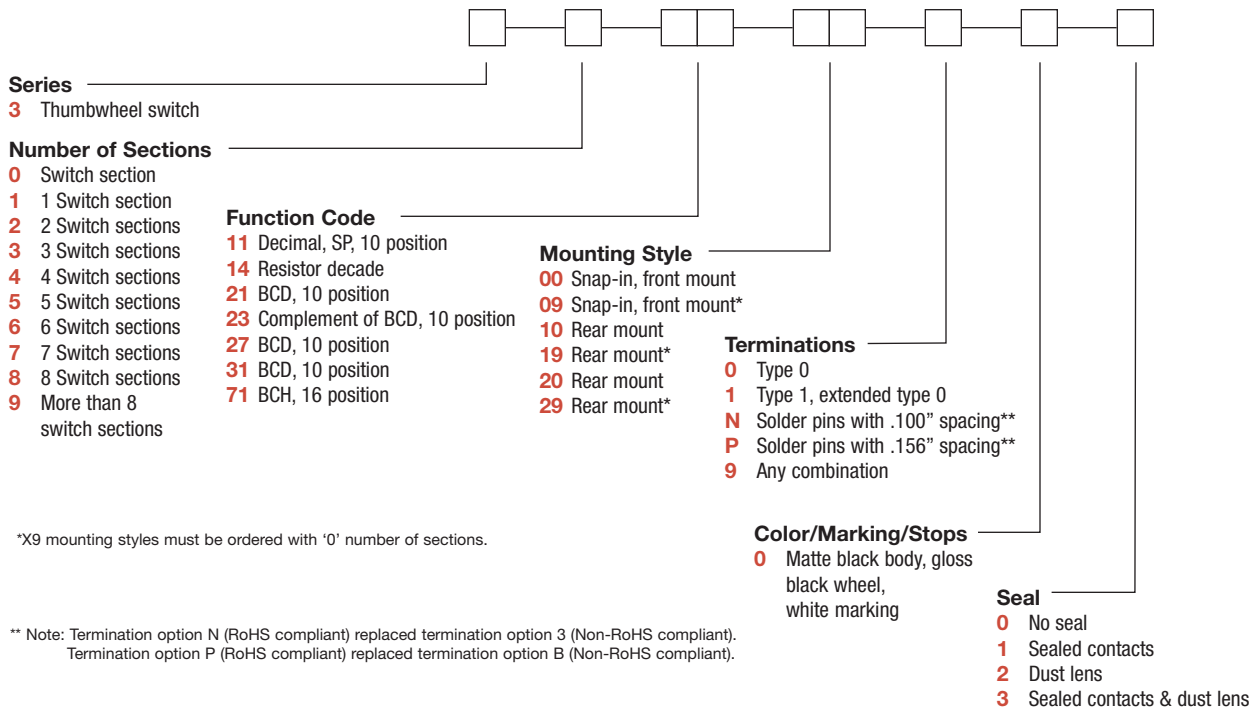 Series
3 Thumbwheel switch
Number of Sections
0 Switch section
1 1 Switch section
2 2 Switch sections
3 3 Switch sections
4 4 Switch sections
5 5 Switch sections
6 6 Switch sections
7 7 Switch sections
8 8 Switch sections
9 More than 8
switch sections
Function Code
11 Decimal, SP, 10 position
14 Resistor decade
21 BCD, 10 position
23 Complement of BCD, 10 position
27 BCD, 10 position
31 BCD, 10 position
71 BCH, 16 position
Mounting Style
00 Snap-in, front mount
09 Snap-in, front mount*
10 Rear mount
19 Rear mount*
20 Rear mount
29 Rear mount*
Terminations
0 Type 0
1 Type 1, extended type 0
N Solder pins with .100” spacing**
P Solder pins with .156” spacing**
9 Any combination
Color/Marking/Stops
0 Matte black body, gloss
black wheel,
white marking
Seal
0 No seal
1 Sealed contacts
2 Dust lens
3 Sealed contacts & dust lens
*X9 mounting styles must be ordered with ‘0’ number of sections.
** Note: Termination option N (RoHS compliant) replaced termination option 3 (Non-RoHS compliant).
Termination option P (RoHS compliant) replaced termination option B (Non-RoHS compliant).